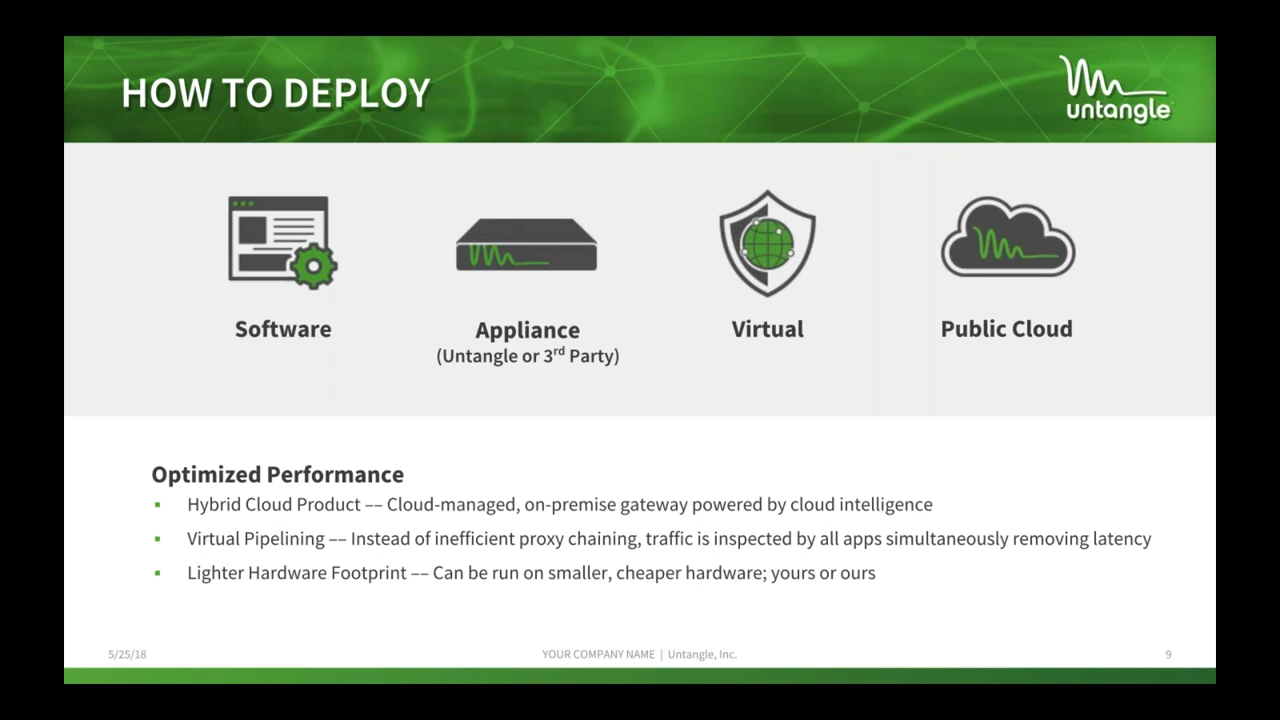 HOW TO DEPLOY
untangle
Software
Appliance
(Untangle or 3rd Party)
Virtual
Public Cloud
Optimized Performance
▪ Hybrid Cloud Product –– Cloud-managed, on-premise gateway powered by cloud intelligence
▪ Virtual Pipelining –– Instead of inefficient proxy chaining, traffic is inspected by all apps simultaneously removing latency
▪ Lighter Hardware Footprint –– Can be run on smaller, cheaper hardware; yours or ours
5/25/18
YOUR COMPANY NAME | Untangle, Inc.
9